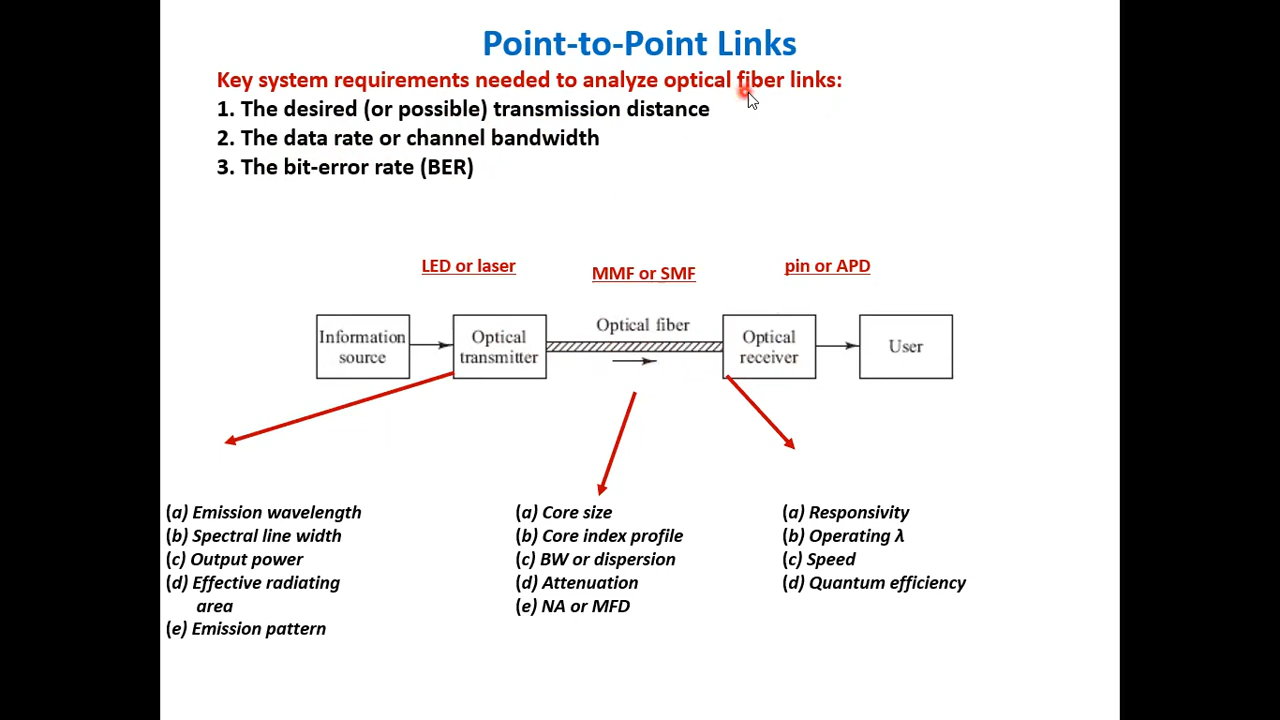 Point-to-Point Links
Key system requirements needed to analyze optical fiber links:
1. The desired (or possible) transmission distance
2. The data rate or channel bandwidth
3. The bit-error rate (BER)
LED or laser
MMF or SMF
pin or APD
Information
source
Optical
transmitter
Optical fiber
Optical
receiver
User
(a) Emission wavelength
(b) Spectral line width
(c) Output power
(d) Effective radiating
area
(e) Emission pattern
(a) Core size
(b) Core index profile
(c) BW or dispersion
(d) Attenuation
(e) NA or MFD
(a) Responsivity
(b) Operating λ
(c) Speed
(d) Quantum efficiency